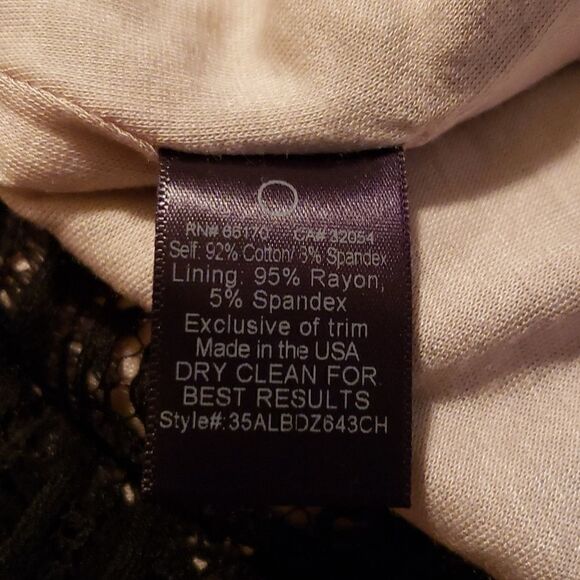 RN# 66170 CA# 32054
Self: 92% Cotton/ 8% Spandex
Lining: 95% Rayon,
5% Spandex
Exclusive of trim
Made in the USA
DRY CLEAN FOR
BEST RESULTS
Style#:35ALBDZ643CH